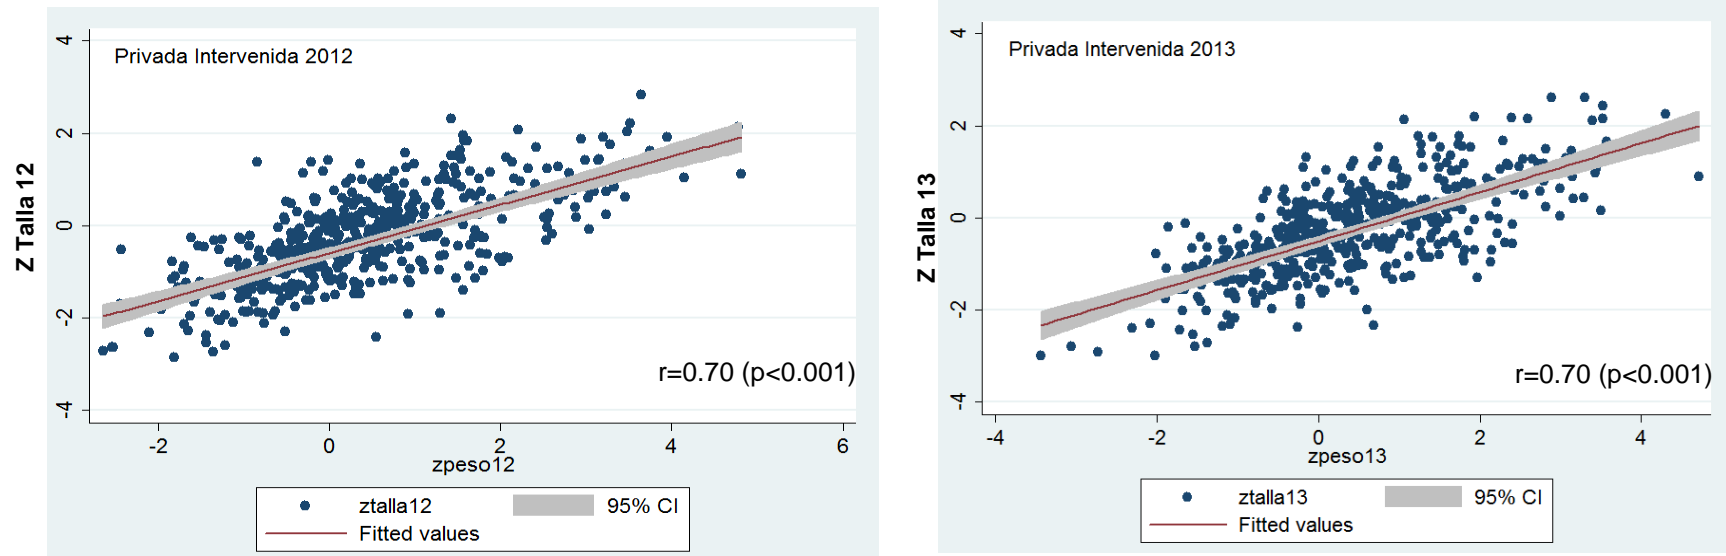 Privada Intervenida 2012
Z Talla 12
4
2
0
-2
-4
r=0.70 (p<0.001)
-2
0
2
4
6
zpeso12
ztalla12
95% CI
Fitted values
Privada Intervenida 2013
Z Talla 13
4
2
0
-2
-4
r=0.70 (p<0.001)
-4
-2
0
2
4
zpeso13
ztalla13
95% CI
Fitted values